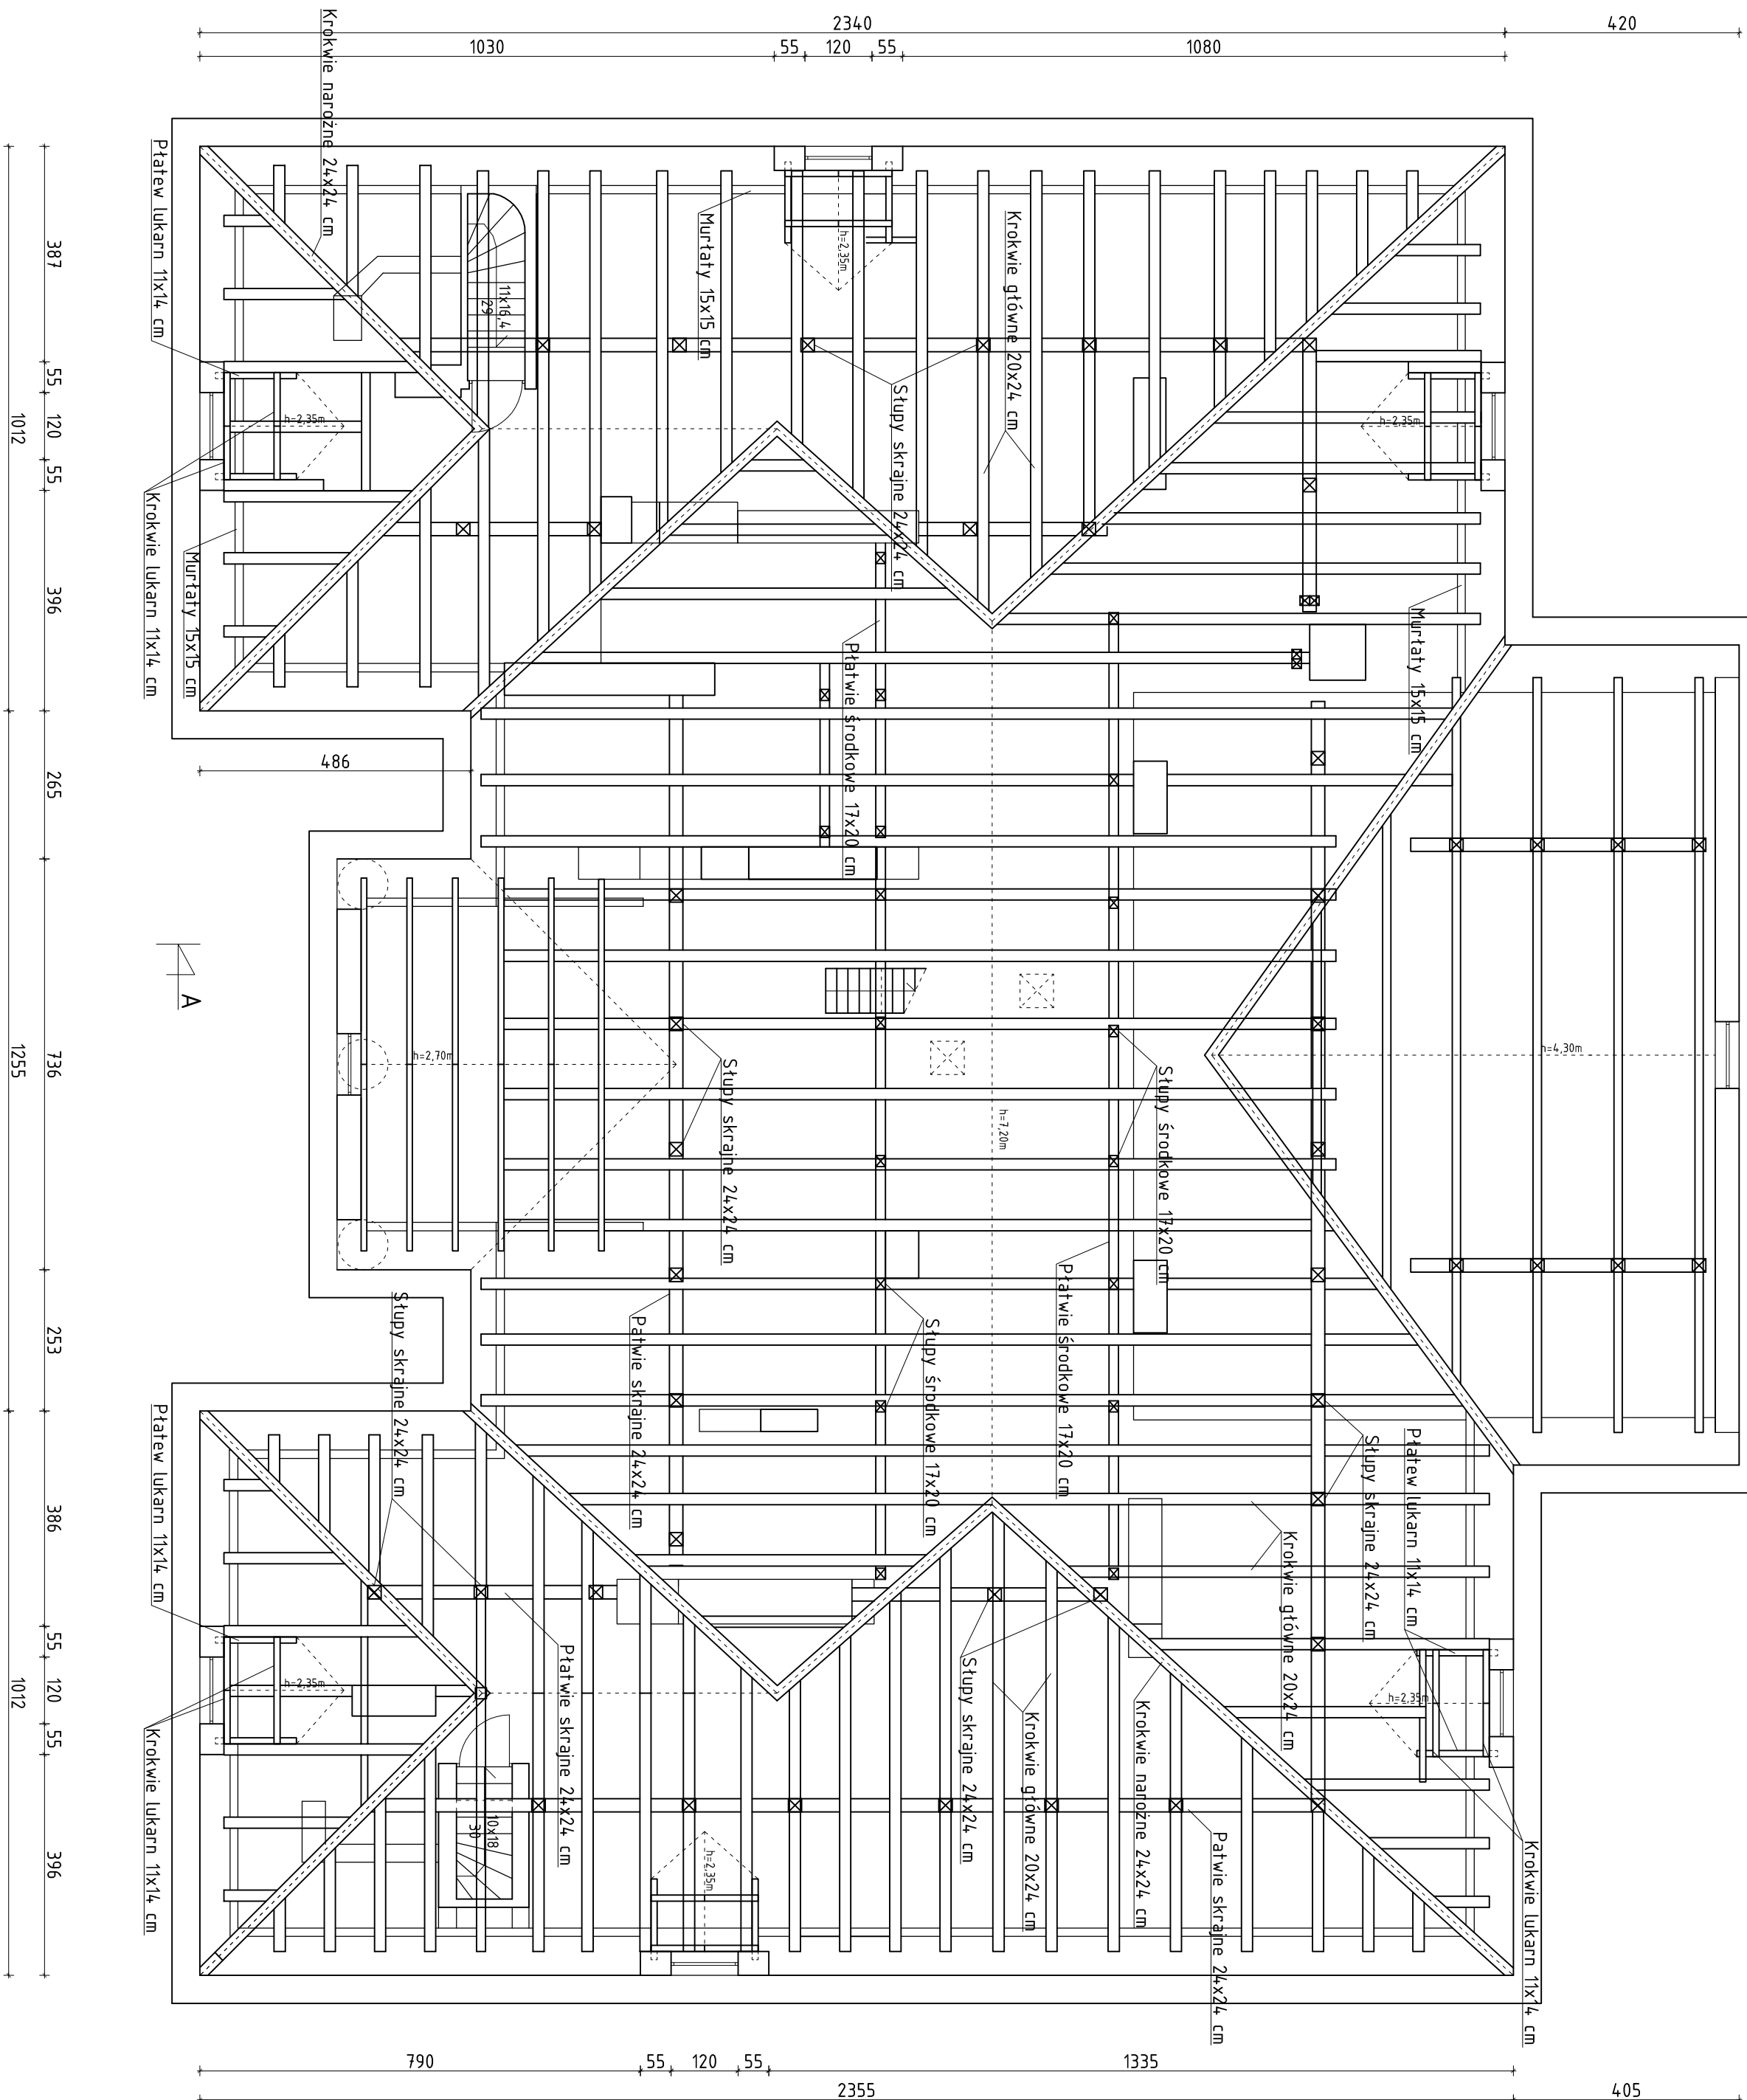 2340
420
1030
55
120
55
1080
Krokwie narożne 24x24 cm
Płatew lukarn 11x14 cm
387
55
1012
120
55
396
265
486
736
1255
253
386
55
1012
120
55
396
Murłaty 15x15 cm
h=2,35m
Krokwie główne 20x24 cm
11x16,4
29
h=2,35m
h=2,35m
Słupy skrajne 24x24 cm
Krokwie lukarn 11x14 cm
Murłaty 15x15 cm
Płatwie środkowe 17x20 cm
Murłaty 15x15 cm
A
h=2,70m
h=4,30m
h=7,20m
Słupy skrajne 24x24 cm
Słupy środkowe 17x20 cm
Płatwie środkowe 17x20 cm
Słupy skrajne 24x24 cm
Patwie skrajne 24x24 cm
Słupy środkowe 17x20 cm
Płatew lukarn 11x14 cm
Słupy skrajne 24x24 cm
Płatew lukarn 11x14 cm
Krokwie główne 20x24 cm
h=2,35m
Płatwie skrajne 24x24 cm
Słupy skrajne 24x24 cm
Krokwie główne 20x24 cm
Krokwie narożne 24x24 cm
h=2,35m
Krokwie lukarn 11x14 cm
10x18
30
h=2,35m
Patwie skrajne 24x24 cm
Krokwie lukarn 11x14 cm
790
55
120
55
1335
2355
405